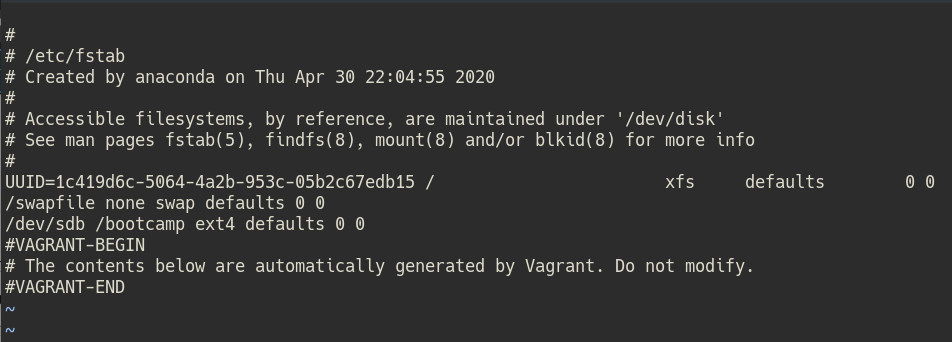 #
# /etc/fstab
# Created by anaconda on Thu Apr 30 22:04:55 2020
#
# Accessible filesystems, by reference, are maintained under '/dev/disk'
# See man pages fstab(5), findfs(8), mount(8) and/or blkid(8) for more info
#
UUID=1c419d6c-5064-4a2b-953c-05b2c67edb15 /                       xfs     defaults        0 0
/swapfile none swap defaults 0 0
/dev/sdb /bootcamp ext4 defaults 0 0
#VAGRANT-BEGIN
# The contents below are automatically generated by Vagrant. Do not modify.
#VAGRANT-END
~
~